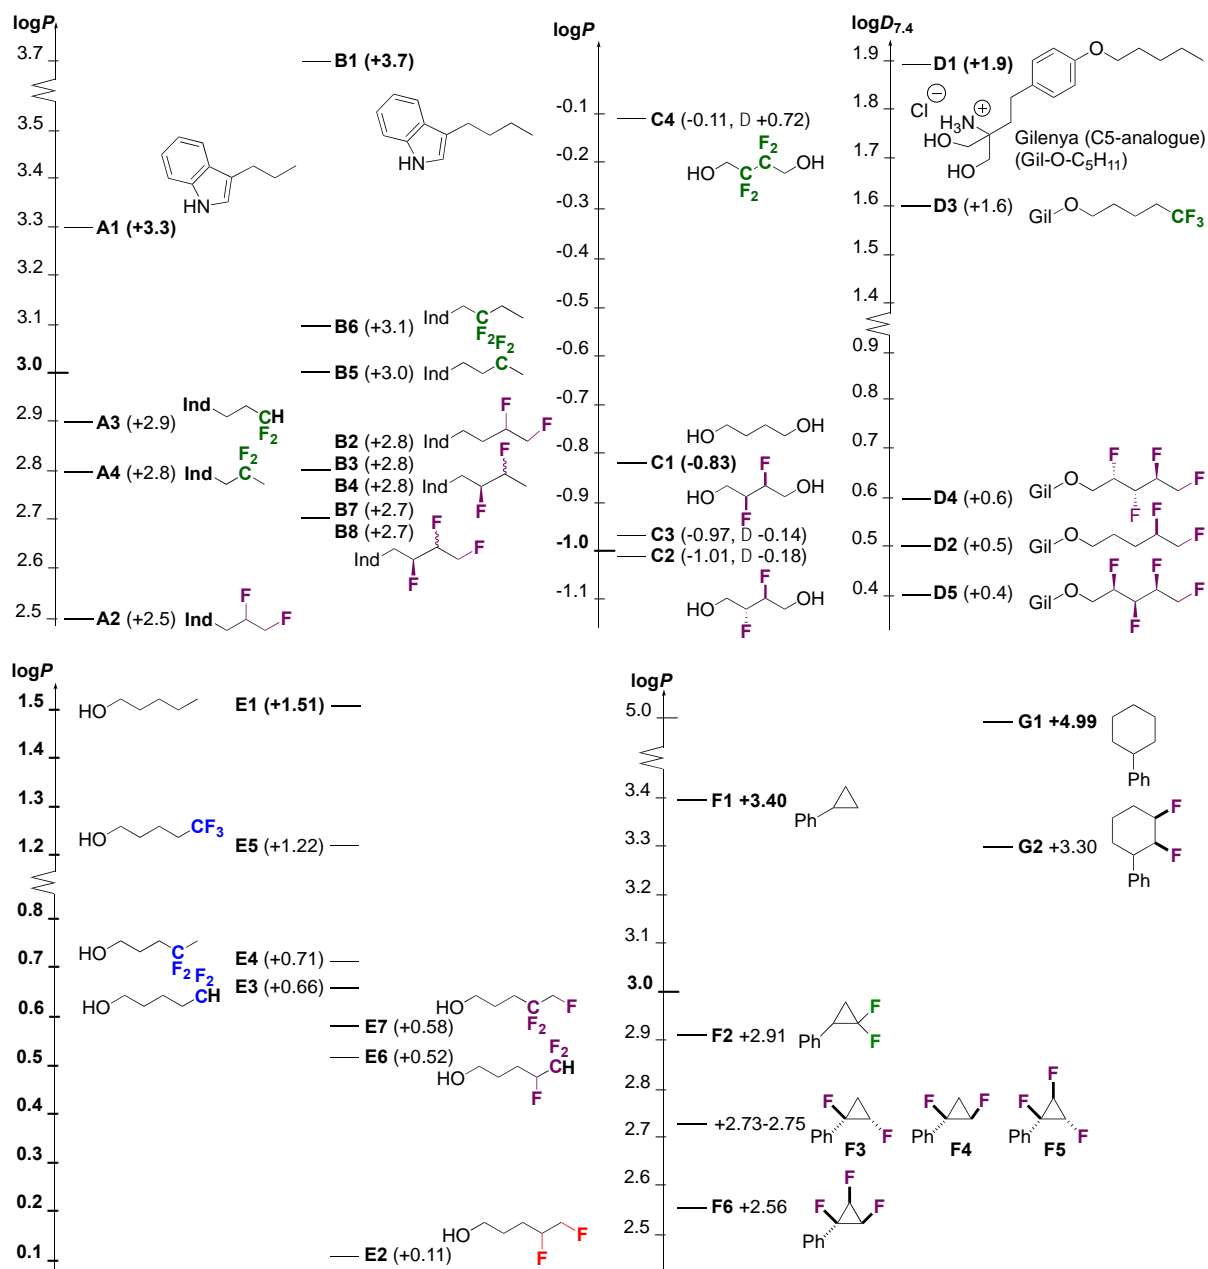 logP
3.7
3.5
3.4
3.3
3.2
3.1
3.0
2.9
2.8
2.7
2.6
2.5
HN
A1 (+3.3)
A3 (+2.9)
Ind
CH
F2
A4 (+2.8)
Ind
F2
C
A2 (+2.5)
Ind
F
F
B1 (+3.7)
HN
B6 (+3.1)
Ind
C
F2
B5 (+3.0)
Ind
F2
C
B2 (+2.8)
Ind
F
F
B3 (+2.8)
B4 (+2.8)
Ind
F
F
B7 (+2.7)
B8 (+2.7)
Ind
F
F
F
logP
-0.1
-0.2
-0.3
-0.4
-0.5
-0.6
-0.7
-0.8
-0.9
-1.0
-1.1
C4 (-0.11, D +0.72)
HO
F2
C
C
F2
OH
HO
OH
C1 (-0.83)
HO
F
F
OH
C3 (-0.97, D -0.14)
C2 (-1.01, D -0.18)
HO
F
F
OH
logD7.4
1.9
1.8
1.7
1.6
1.5
1.4
0.9
0.8
0.7
0.6
0.5
0.4
D1 (+1.9)
O
Cl −
+
H3N
HO
HO
Gilenya (C5-analogue)
(Gil-O-C5H11)
D3 (+1.6)
Gil
O
CF3
D4 (+0.6)
Gil
O
F
F
F
F
D2 (+0.5)
Gil
O
F
F
D5 (+0.4)
Gil
O
F
F
F
F
logP
1.5
1.4
1.3
1.2
0.8
0.7
0.6
0.5
0.4
0.3
0.2
0.1
HO
E1 (+1.51)
HO
CF3
E5 (+1.22)
HO
C
F2
E4 (+0.71)
HO
F2
CH
E3 (+0.66)
E7 (+0.58)
HO
C
F2
F
E6 (+0.52)
HO
F2
CH
F
E2 (+0.11)
HO
F
F
logP
5.0
3.4
3.3
3.2
3.1
3.0
2.9
2.8
2.7
2.6
2.5
G1 +4.99
Ph
F1 +3.40
Ph
G2 +3.30
F
F
Ph
F2 +2.91
Ph
F
F
+2.73-2.75
F
Ph
F
F3
F
F
Ph
F4
F
F
Ph
F
F5
F6 +2.56
F
F
F
Ph